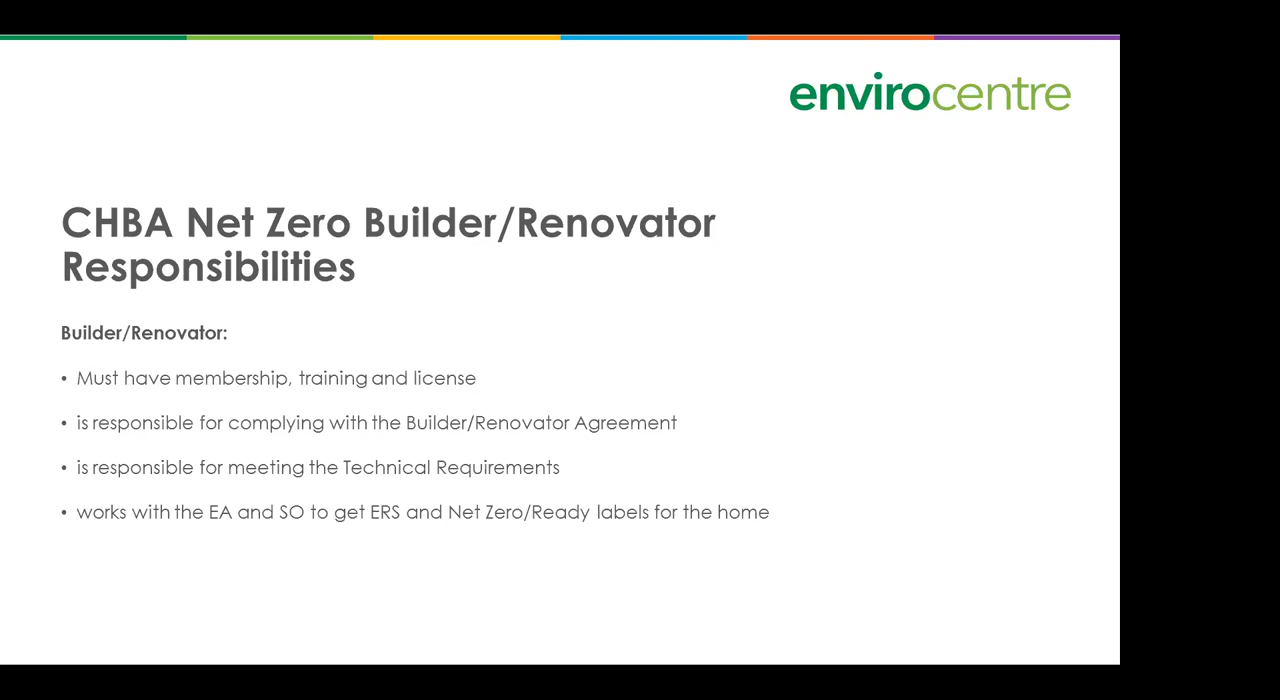 envirocentre
CHBA Net Zero Builder/Renovator
Responsibilities
Builder/Renovator:
• Must have membership, training and license
• is responsible for complying with the Builder/Renovator Agreement
• is responsible for meeting the Technical Requirements
• works with the EA and SO to get ERS and Net Zero/Ready labels for the home